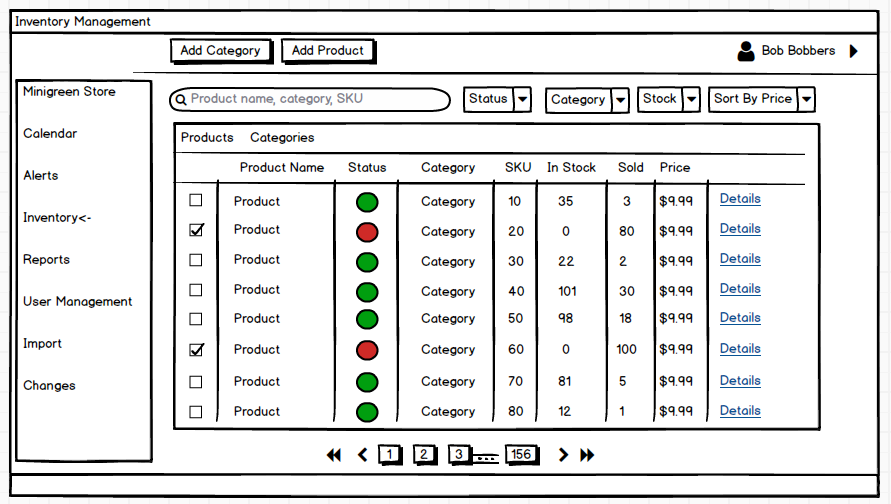 Inventory Management
Add Category Add Product Bob Bobbers
Minigreen Store
Calendar
Alerts
Inventory<-
Reports
User Management
Import
Changes
Product name, category, SKU Status Category Stock Sort By Price
Products Categories
Product Name Status Category SKU In Stock Sold Price
Product Category 10 35 3 $9.99 Details
Product Category 20 0 80 $9.99 Details
Product Category 30 22 2 $9.99 Details
Product Category 40 101 30 $9.99 Details
Product Category 50 98 18 $9.99 Details
Product Category 60 0 100 $9.99 Details
Product Category 70 81 5 $9.99 Details
Product Category 80 12 1 $9.99 Details
1 2 3 .... 156